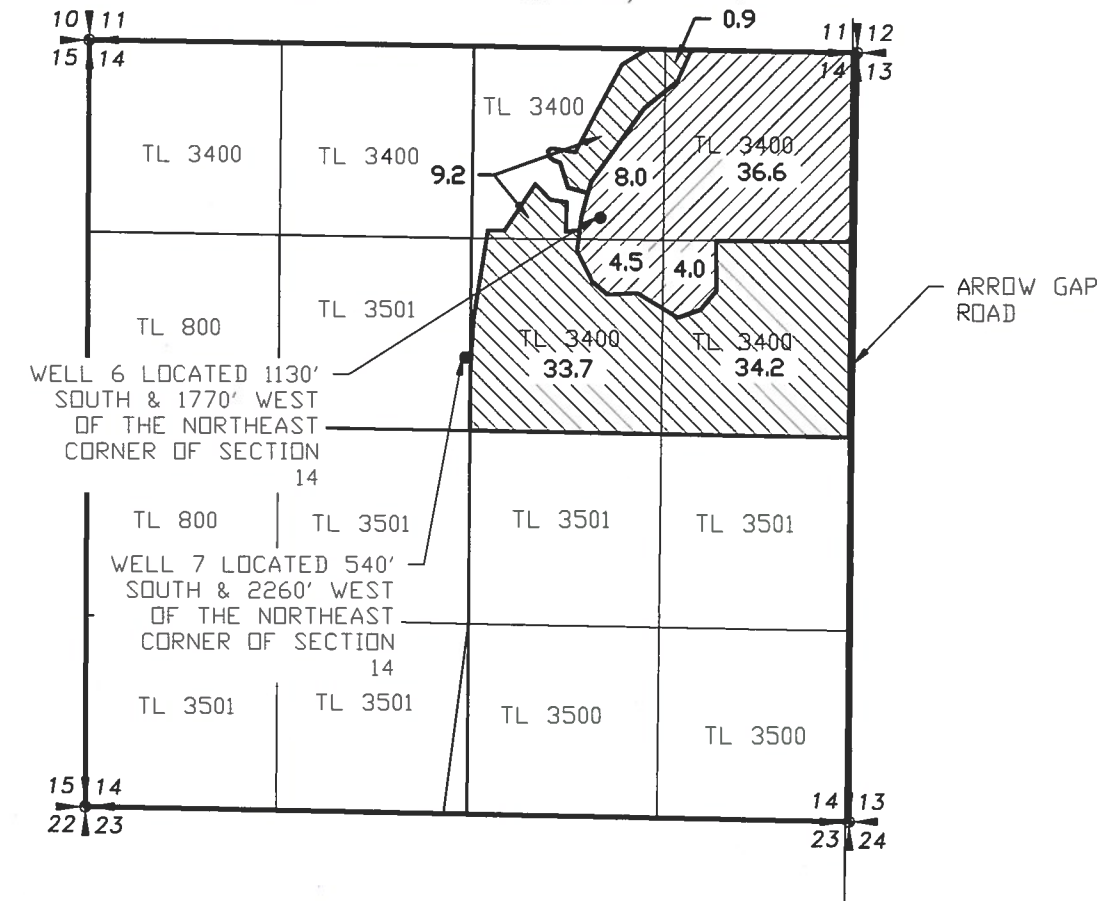 0.9
10 11
11 12
15 14
14 13
TL 3400
TL 3400
TL 3400
TL 3400
36.6
9.2
8.0
4.5
4.0
ARROW GAP
ROAD
TL 3501
TL 800
TL 3400
33.7
TL 3400
34.2
WELL 6 LOCATED 1130'
SOUTH & 1770' WEST
OF THE NORTHEAST
CORNER OF SECTION
14
TL 800
TL 3501
TL 3501
TL 3501
WELL 7 LOCATED 540'
SOUTH & 2260' WEST
OF THE NORTHEAST
CORNER OF SECTION
14
TL 3501
TL 3501
TL 3500
TL 3500
15 14
14 13
22 23
23 24